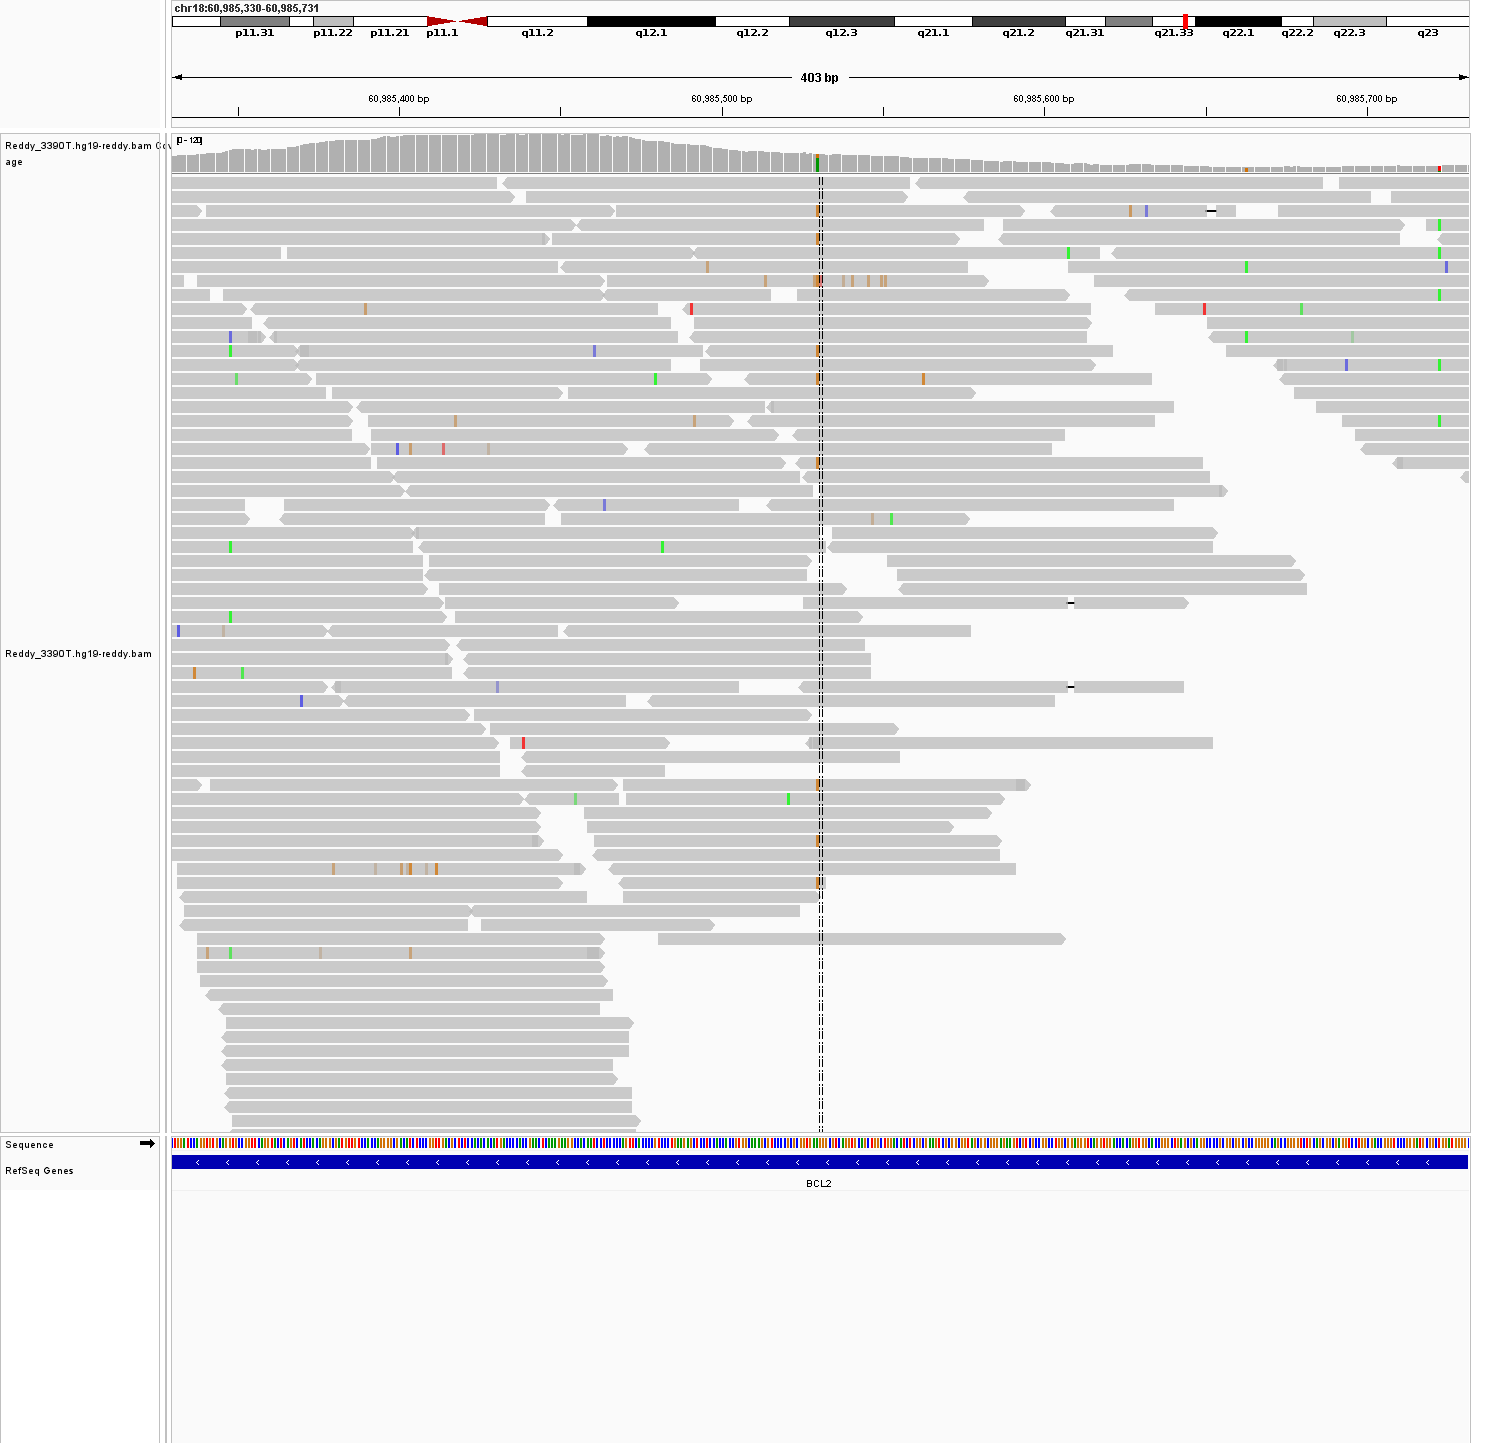 chr18:60,985,330-60,985,731
p11.31 p11.22 p11.21 p11.1 q11.2 q12.1 q12.2 q12.3 q21.1 q21.2 q21.31 q21.33 q22.1 q22.2 q22.3 q23
403 bp
60,985,400 bp 60,985,500 bp 60,985,600 bp 60,985,700 bp
[0 - 120]
Reddy_3390T.hg19-reddy.bam Cov
age
Reddy_3390T.hg19-reddy.bam
Sequence
RefSeq Genes
BCL2